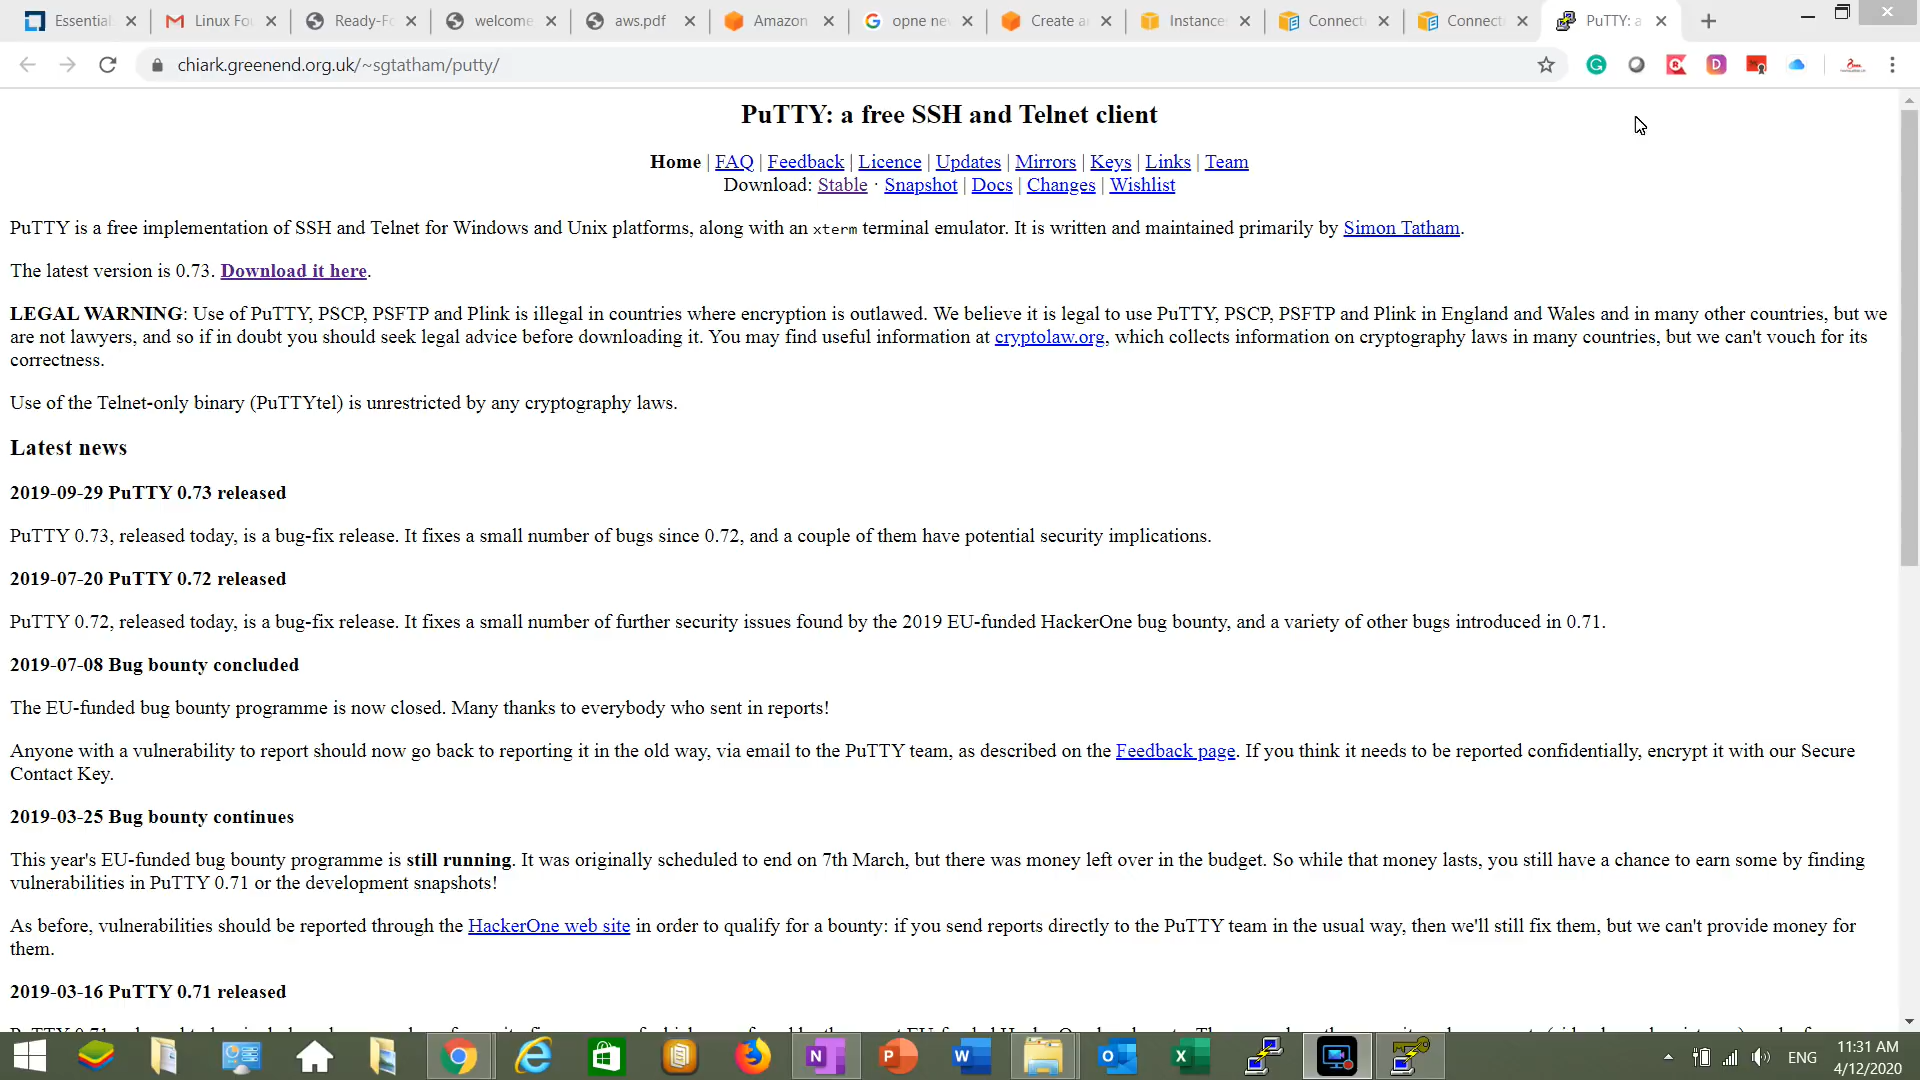 Essentials
Linux Fou
Ready-Fo
welcome
aws.pdf
Amazon
opne ne
Create a
Instances
Connect
Connect
PuTTY: a
chiark.greenend.org.uk/~sgtatham/putty/
PuTTY: a free SSH and Telnet client
Home | FAQ | Feedback | Licence | Updates | Mirrors | Keys | Links | Team
Download: Stable · Snapshot | Docs | Changes | Wishlist
PuTTY is a free implementation of SSH and Telnet for Windows and Unix platforms, along with an xterm terminal emulator. It is written and maintained primarily by Simon Tatham.
The latest version is 0.73. Download it here.
LEGAL WARNING: Use of PuTTY, PSCP, PSFTP and Plink is illegal in countries where encryption is outlawed. We believe it is legal to use PuTTY, PSCP, PSFTP and Plink in England and Wales and in many other countries, but we
are not lawyers, and so if in doubt you should seek legal advice before downloading it. You may find useful information at cryptolaw.org, which collects information on cryptography laws in many countries, but we can't vouch for its
correctness.
Use of the Telnet-only binary (PuTTYtel) is unrestricted by any cryptography laws.
Latest news
2019-09-29 PuTTY 0.73 released
PuTTY 0.73, released today, is a bug-fix release. It fixes a small number of bugs since 0.72, and a couple of them have potential security implications.
2019-07-20 PuTTY 0.72 released
PuTTY 0.72, released today, is a bug-fix release. It fixes a small number of further security issues found by the 2019 EU-funded HackerOne bug bounty, and a variety of other bugs introduced in 0.71.
2019-07-08 Bug bounty concluded
The EU-funded bug bounty programme is now closed. Many thanks to everybody who sent in reports!
Anyone with a vulnerability to report should now go back to reporting it in the old way, via email to the PuTTY team, as described on the Feedback page. If you think it needs to be reported confidentially, encrypt it with our Secure
Contact Key.
2019-03-25 Bug bounty continues
This year's EU-funded bug bounty programme is still running. It was originally scheduled to end on 7th March, but there was money left over in the budget. So while that money lasts, you still have a chance to earn some by finding
vulnerabilities in PuTTY 0.71 or the development snapshots!
As before, vulnerabilities should be reported through the HackerOne web site in order to qualify for a bounty: if you send reports directly to the PuTTY team in the usual way, then we'll still fix them, but we can't provide money for
them.
2019-03-16 PuTTY 0.71 released
ENG
11:31 AM
4/12/2020